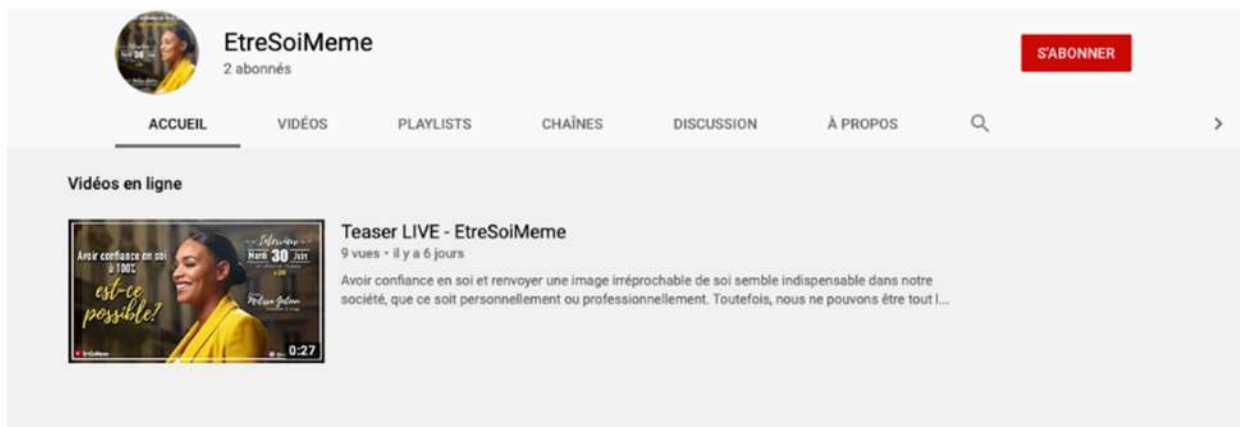 EtreSoiMeme
2 abonnés
S'ABONNER
ACCUEIL VIDÉOS PLAYLISTS CHAÎNES DISCUSSION À PROPOS
Vidéos en ligne
Avoir confiance en soi
à 100%
est-ce
possible?
Interview
Mardi 30 Juin
0:27
Teaser LIVE - EtreSoiMeme
9 vues • il y a 6 jours
Avoir confiance en soi et renvoyer une image irréprochable de soi semble indispensable dans notre
société, que ce soit personnellement ou professionnellement. Toutefois, nous ne pouvons être tout l...